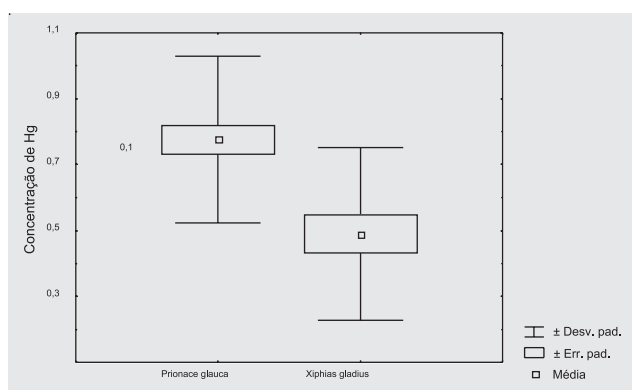 1,1
0,9
0,1
0,7
0,5
0,3
Concentração de Hg
Prionace glauca
Xiphias gladius
± Desv. pad.
± Err. pad.
Média